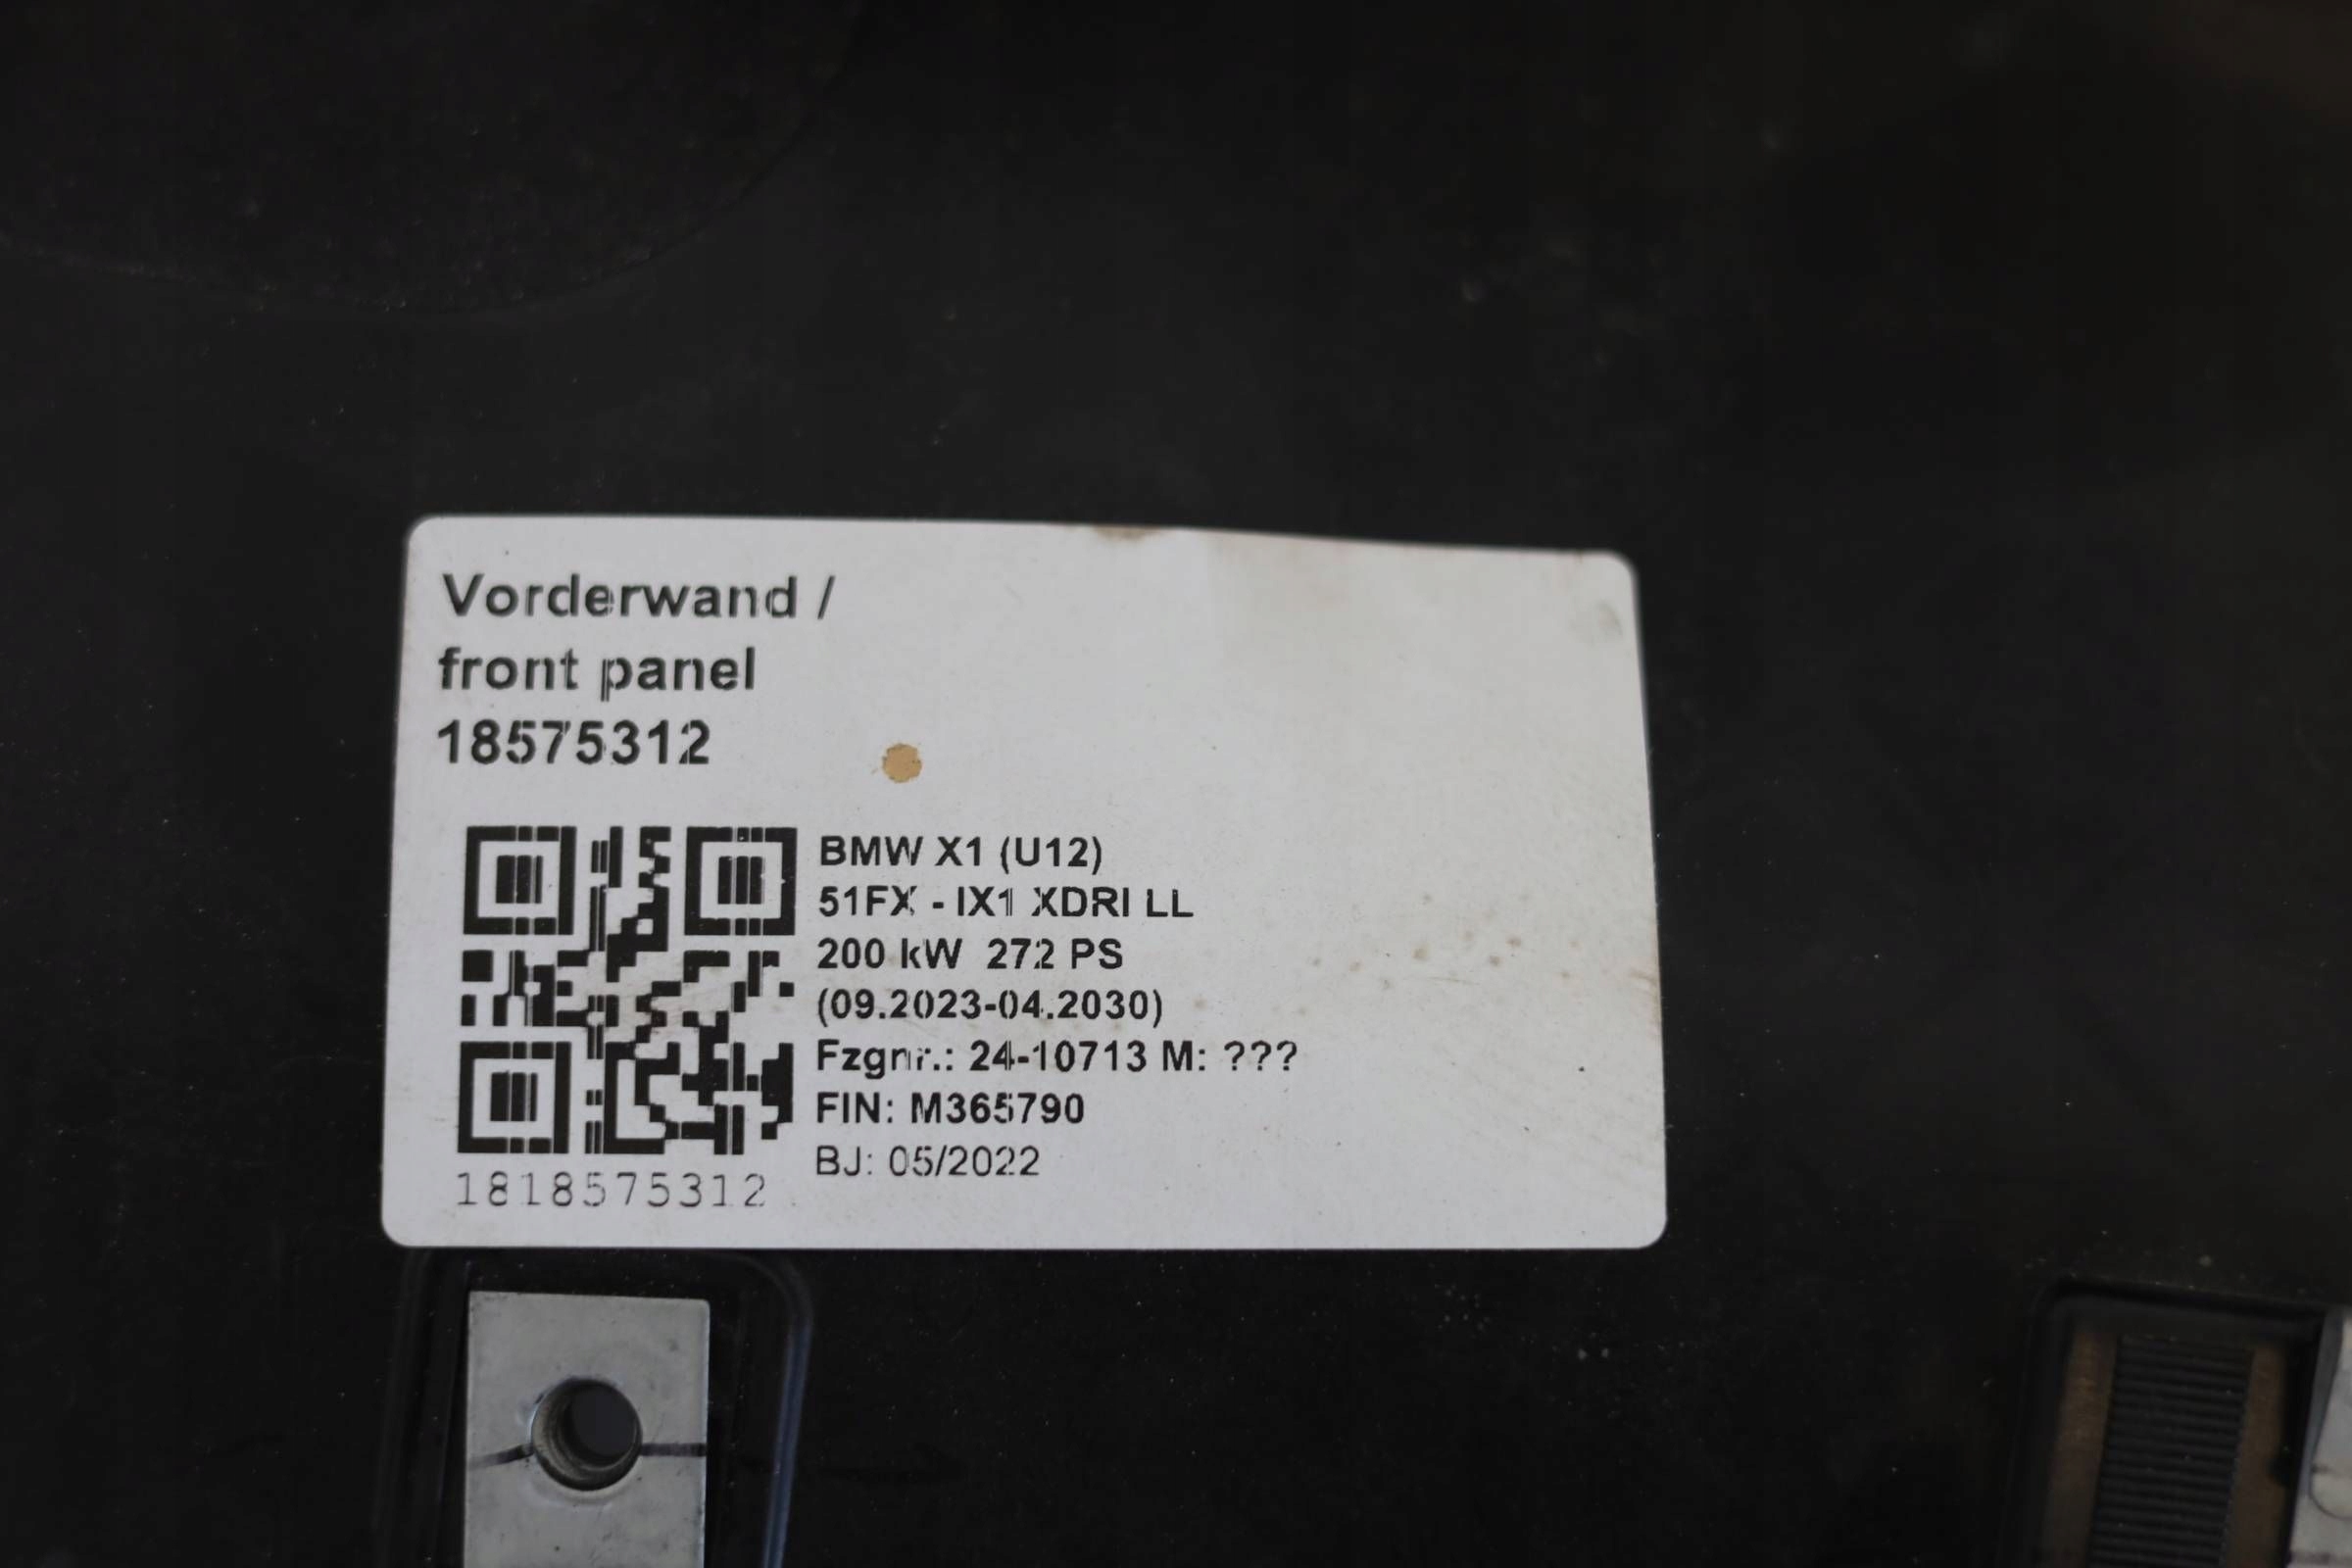 Vorderwand /
front panel
18575312
BMW X1 (U12)
51FX - IX1 XDRI LL
200 kW 272 PS
(09.2023-04.2030)
Fzgnr.: 24-10713 M: ???
FIN: M365790
BJ: 05/2022
1818575312